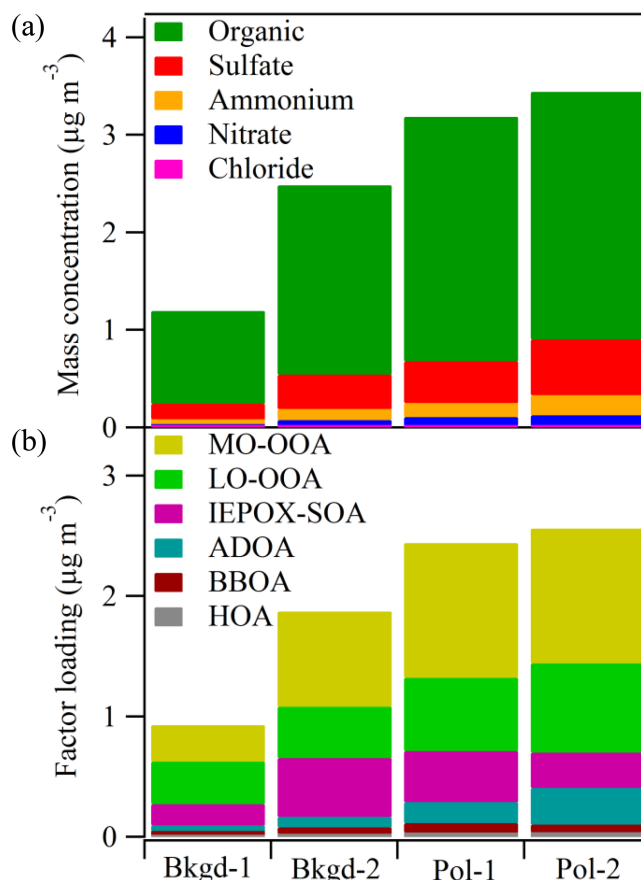 (a)
Mass concentration (μg m⁻³)
4
3
2
1
0
Organic
Sulfate
Ammonium
Nitrate
Chloride
(b)
Factor loading (μg m⁻³)
3
2
1
0
MO-OOA
LO-OOA
IEPOX-SOA
ADOA
BBOA
HOA
Bkgd-1 Bkgd-2 Pol-1 Pol-2